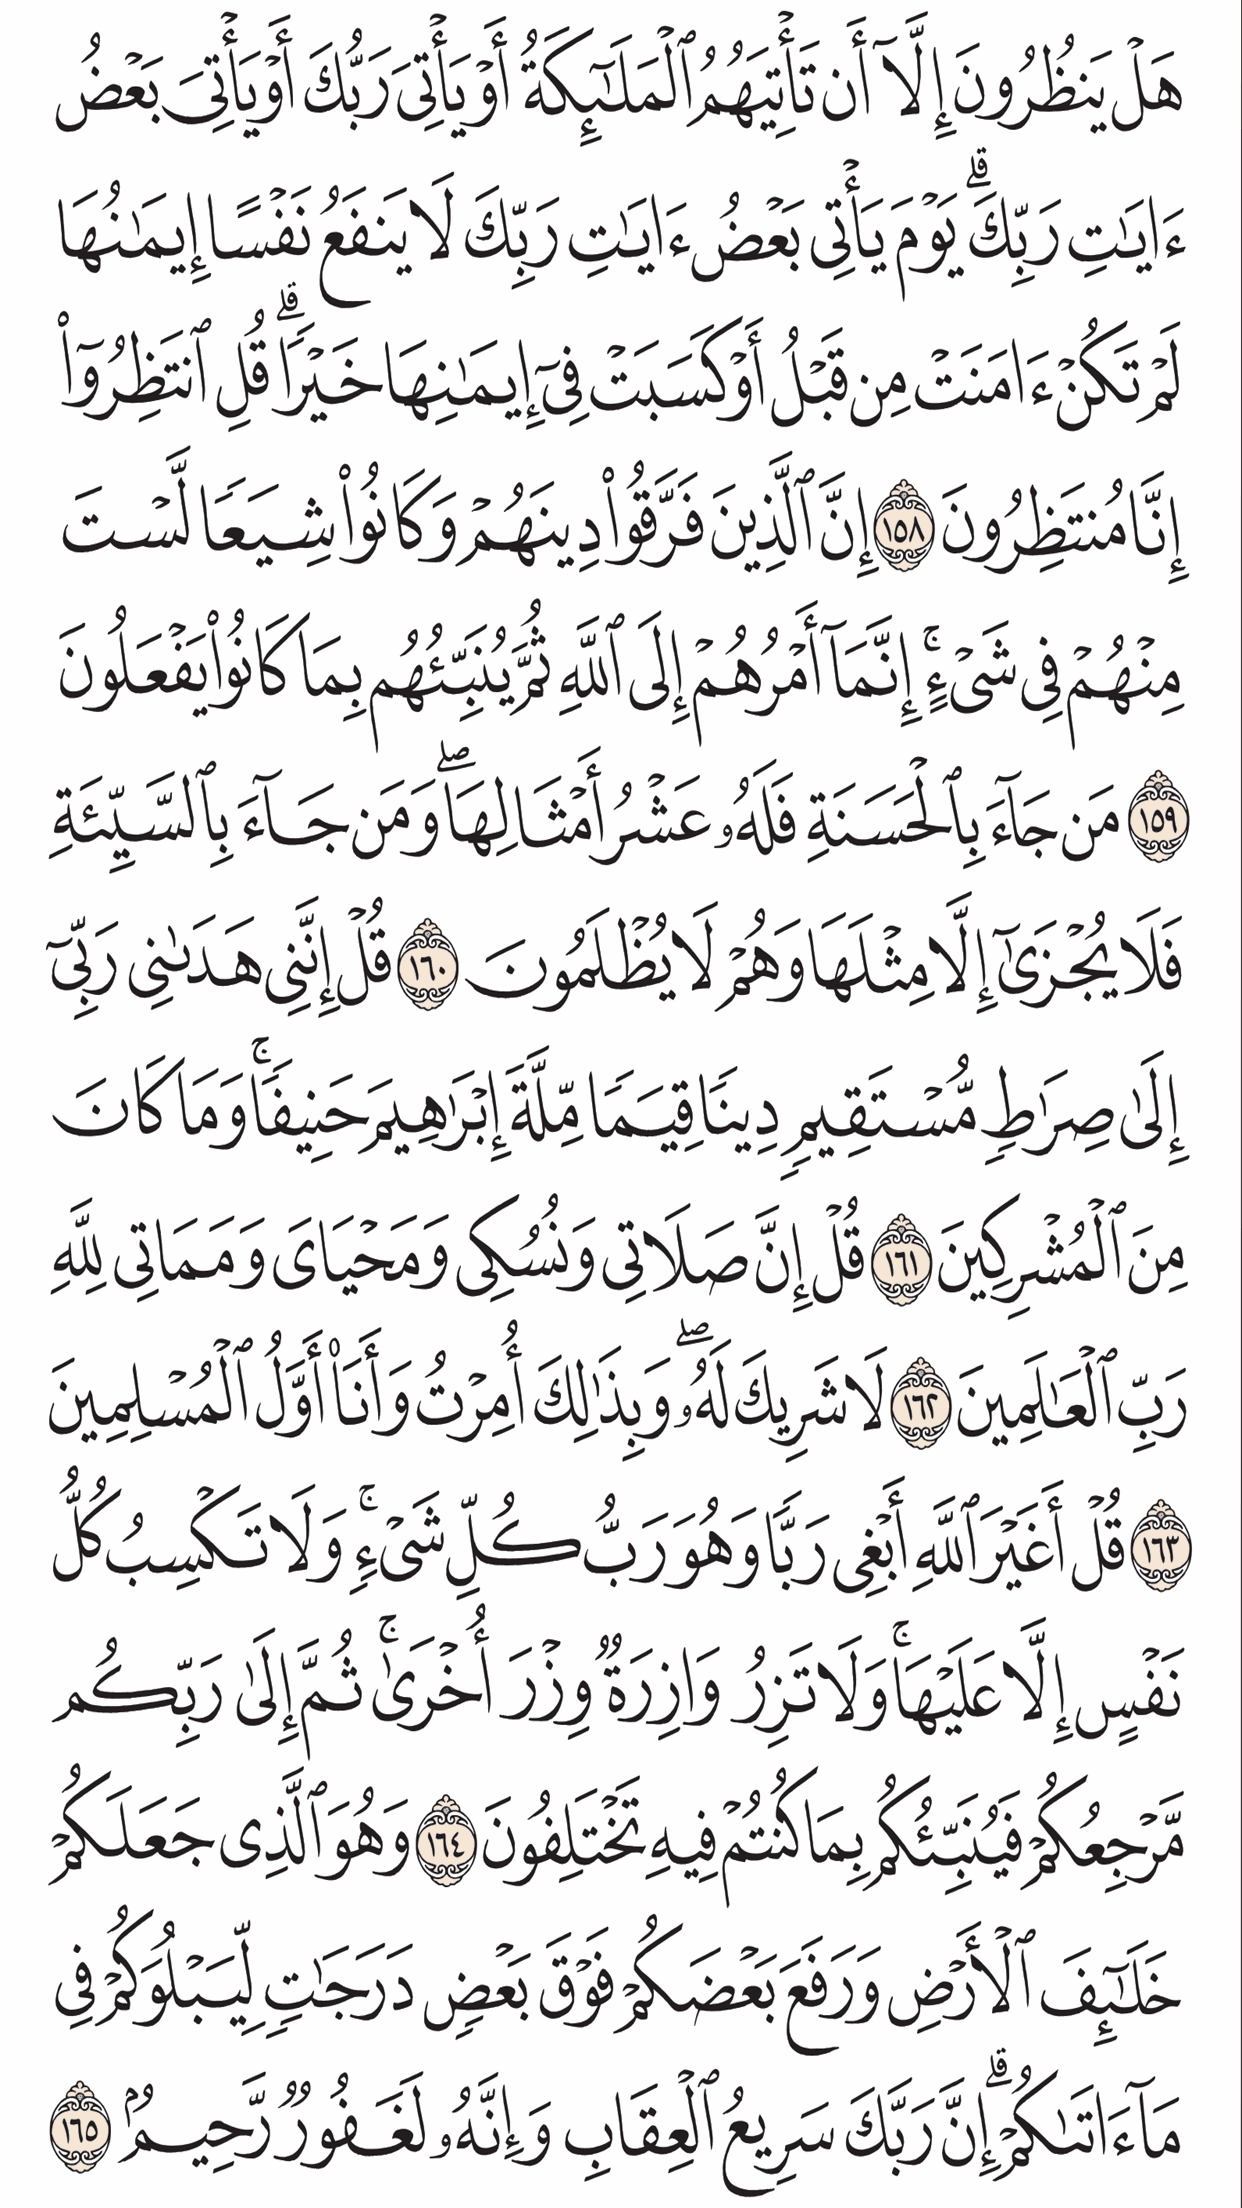 هَلۡ يَنظُرُونَ إِلَّآ أَن تَأۡتِيَهُمُ ٱلۡمَلَٰٓئِكَةُ أَوۡ يَأۡتِيَ رَبُّكَ أَوۡ يَأۡتِيَ بَعۡضُ
ءَايَٰتِ رَبِّكَۗ يَوۡمَ يَأۡتِي بَعۡضُ ءَايَٰتِ رَبِّكَ لَا يَنفَعُ نَفۡسًا إِيمَٰنُهَا
لَمۡ تَكُنۡ ءَامَنَتۡ مِن قَبۡلُ أَوۡ كَسَبَتۡ فِيٓ إِيمَٰنِهَا خَيۡرٗاۗ قُلِ ٱنتَظِرُوٓاْ
إِنَّا مُنتَظِرُونَ ١٥٨ إِنَّ ٱلَّذِينَ فَرَّقُواْ دِينَهُمۡ وَكَانُواْ شِيَعٗا لَّسۡتَ
مِنۡهُمۡ فِي شَيۡءٍۚ إِنَّمَآ أَمۡرُهُمۡ إِلَى ٱللَّهِ ثُمَّ يُنَبِّئُهُم بِمَا كَانُواْ يَفۡعَلُونَ
١٥٩ مَن جَآءَ بِٱلۡحَسَنَةِ فَلَهُۥ عَشۡرُ أَمۡثَالِهَاۖ وَمَن جَآءَ بِٱلسَّيِّئَةِ
فَلَا يُجۡزَىٰٓ إِلَّا مِثۡلَهَا وَهُمۡ لَا يُظۡلَمُونَ ١٦٠ قُلۡ إِنَّنِي هَدَىٰنِي رَبِّيٓ
إِلَىٰ صِرَٰطٖ مُّسۡتَقِيمٖ دِينٗا قِيَمٗا مِّلَّةَ إِبۡرَٰهِيمَ حَنِيفٗاۚ وَمَا كَانَ
مِنَ ٱلۡمُشۡرِكِينَ ١٦١ قُلۡ إِنَّ صَلَاتِي وَنُسُكِي وَمَحۡيَايَ وَمَمَاتِي لِلَّهِ
رَبِّ ٱلۡعَٰلَمِينَ ١٦٢ لَا شَرِيكَ لَهُۥۖ وَبِذَٰلِكَ أُمِرۡتُ وَأَنَا۠ أَوَّلُ ٱلۡمُسۡلِمِينَ
١٦٣ قُلۡ أَغَيۡرَ ٱللَّهِ أَبۡغِي رَبّٗا وَهُوَ رَبُّ كُلِّ شَيۡءٖۚ وَلَا تَكۡسِبُ كُلُّ
نَفۡسٍ إِلَّا عَلَيۡهَاۚ وَلَا تَزِرُ وَازِرَةٞ وِزۡرَ أُخۡرَىٰۚ ثُمَّ إِلَىٰ رَبِّكُم
مَّرۡجِعُكُمۡ فَيُنَبِّئُكُم بِمَا كُنتُمۡ فِيهِ تَخۡتَلِفُونَ ١٦٤ وَهُوَ ٱلَّذِي جَعَلَكُمۡ
خَلَٰٓئِفَ ٱلۡأَرۡضِ وَرَفَعَ بَعۡضَكُمۡ فَوۡقَ بَعۡضٖ دَرَجَٰتٖ لِّيَبۡلُوَكُمۡ فِي
مَآ ءَاتَىٰكُمۡۗ إِنَّ رَبَّكَ سَرِيعُ ٱلۡعِقَابِ وَإِنَّهُۥ لَغَفُورٞ رَّحِيمُۢ ١٦٥